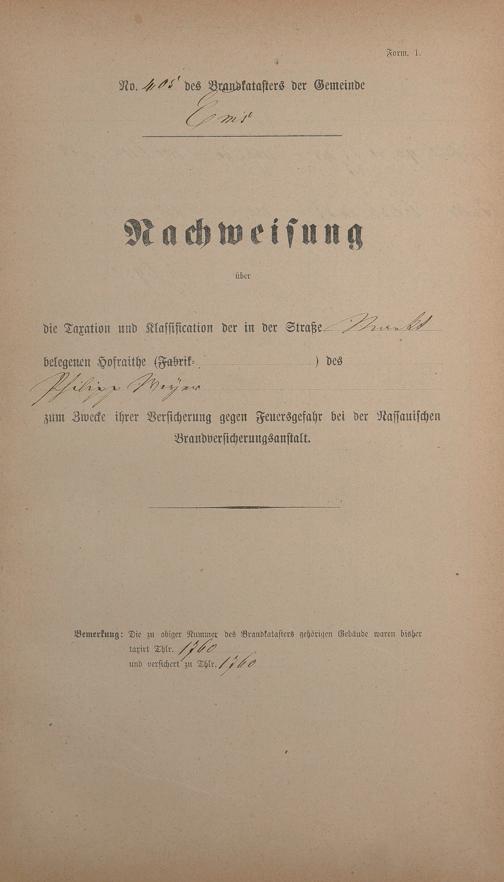 Form. 1.
No. 405 des Brandkatasters der Gemeinde
Ems
Nachweisung
über
die Taxation und Klassification der in der Straße Markt
belegenen Hofraithe (Fabrik- ) des
Philipp Meyer
zum Zwecke ihrer Versicherung gegen Feuersgefahr bei der Nassauischen
Brandversicherungsanstalt.
Bemerkung: Die zu obiger Nummer des Brandkatasters gehörigen Gebäude waren bisher
taxirt Thlr. 1760
und versichert zu Thlr. 1760